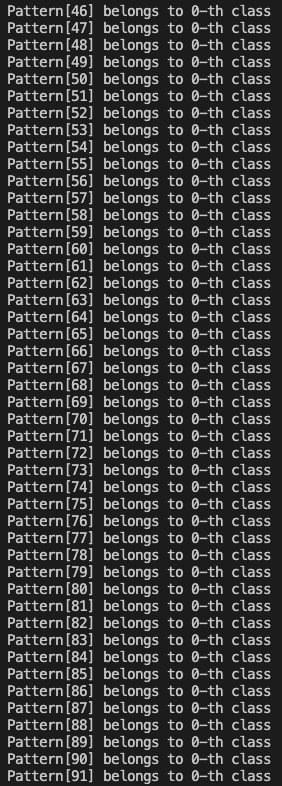 Pattern[46] belongs to 0-th class
Pattern[47] belongs to 0-th class
Pattern[48] belongs to 0-th class
Pattern[49] belongs to 0-th class
Pattern[50] belongs to 0-th class
Pattern[51] belongs to 0-th class
Pattern[52] belongs to 0-th class
Pattern[53] belongs to 0-th class
Pattern[54] belongs to 0-th class
Pattern[55] belongs to 0-th class
Pattern[56] belongs to 0-th class
Pattern[57] belongs to 0-th class
Pattern[58] belongs to 0-th class
Pattern[59] belongs to 0-th class
Pattern[60] belongs to 0-th class
Pattern[61] belongs to 0-th class
Pattern[62] belongs to 0-th class
Pattern[63] belongs to 0-th class
Pattern[64] belongs to 0-th class
Pattern[65] belongs to 0-th class
Pattern[66] belongs to 0-th class
Pattern[67] belongs to 0-th class
Pattern[68] belongs to 0-th class
Pattern[69] belongs to 0-th class
Pattern[70] belongs to 0-th class
Pattern[71] belongs to 0-th class
Pattern[72] belongs to 0-th class
Pattern[73] belongs to 0-th class
Pattern[74] belongs to 0-th class
Pattern[75] belongs to 0-th class
Pattern[76] belongs to 0-th class
Pattern[77] belongs to 0-th class
Pattern[78] belongs to 0-th class
Pattern[79] belongs to 0-th class
Pattern[80] belongs to 0-th class
Pattern[81] belongs to 0-th class
Pattern[82] belongs to 0-th class
Pattern[83] belongs to 0-th class
Pattern[84] belongs to 0-th class
Pattern[85] belongs to 0-th class
Pattern[86] belongs to 0-th class
Pattern[87] belongs to 0-th class
Pattern[88] belongs to 0-th class
Pattern[89] belongs to 0-th class
Pattern[90] belongs to 0-th class
Pattern[91] belongs to 0-th class